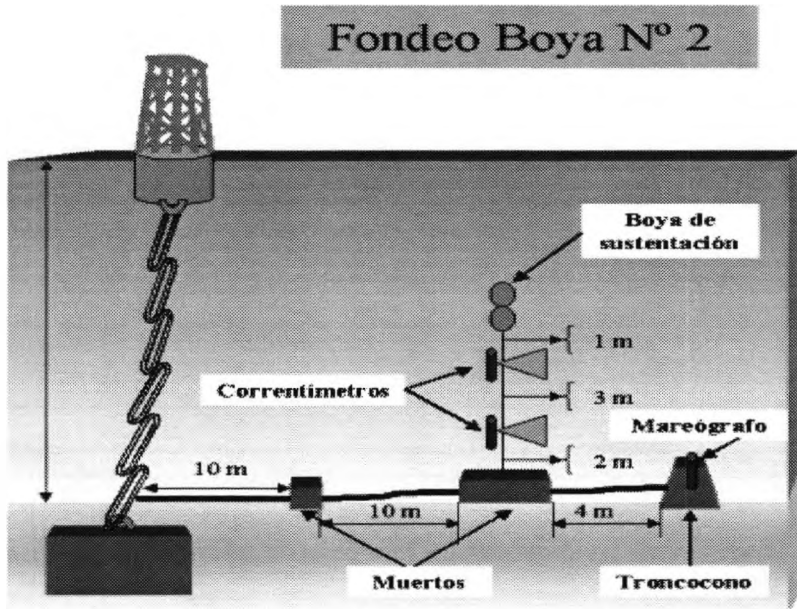 Fondeo Boya Nº 2
Boya de
sustentación
1 m
Correntímetros
3 m
Mareógrafo
2 m
10 m
10 m
4 m
Muertos
Troncocono